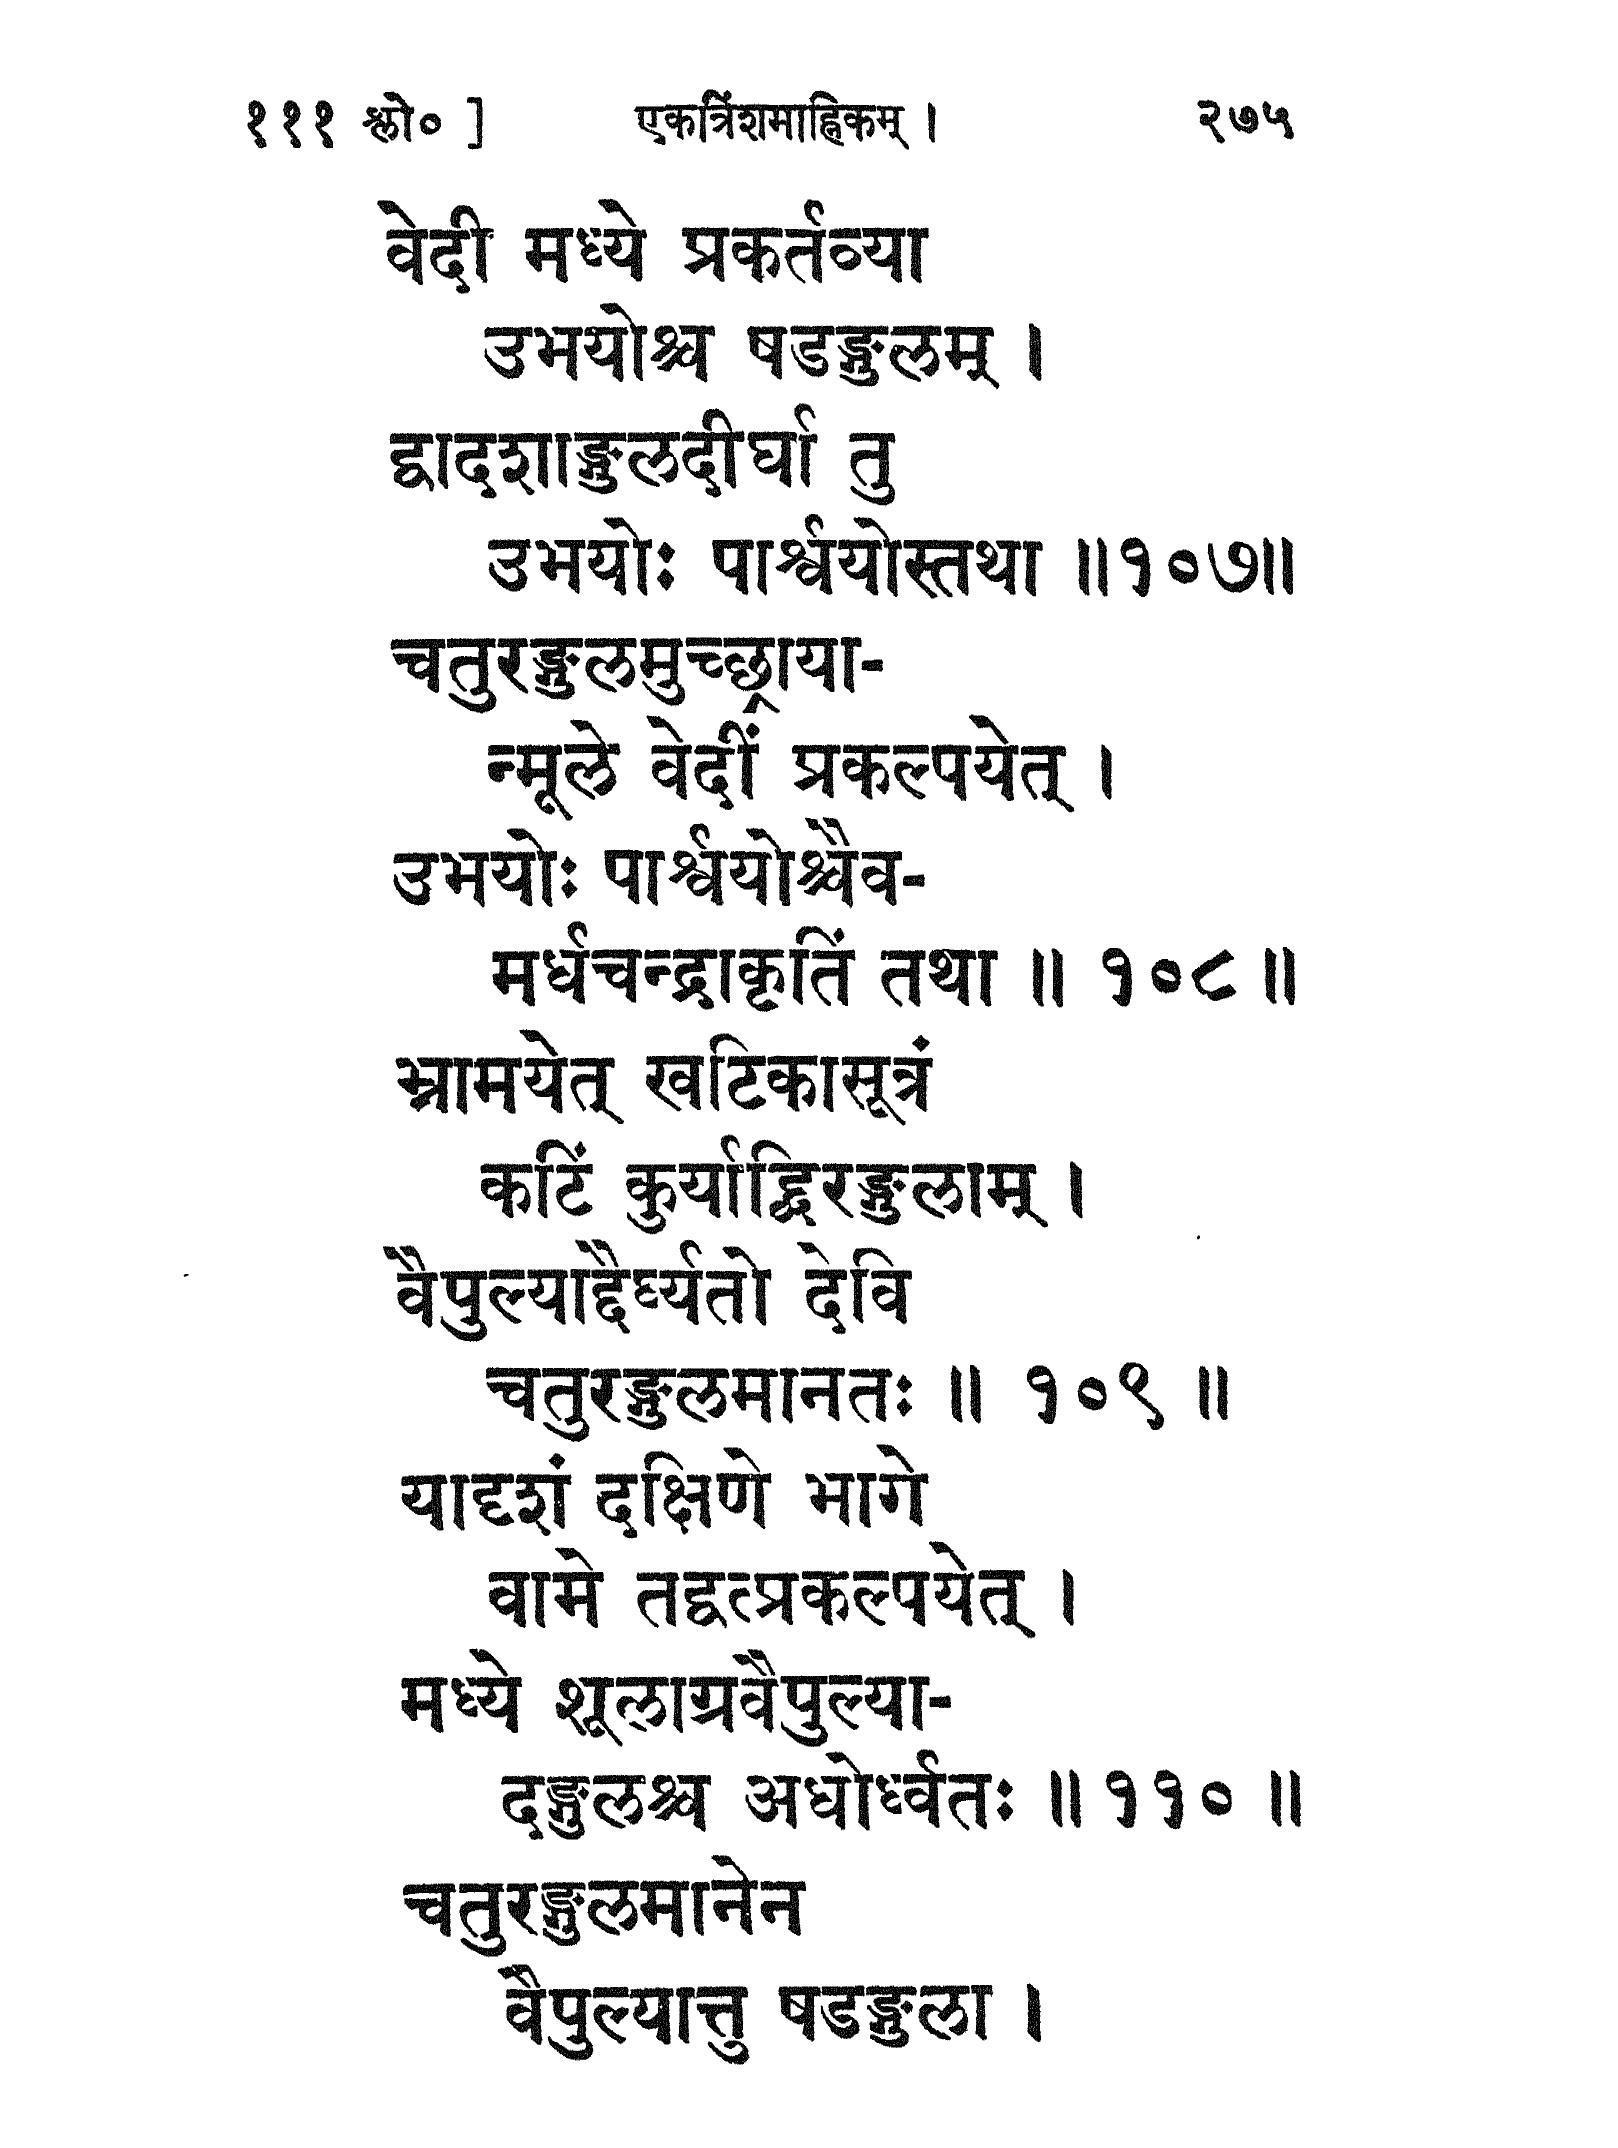 १११ श्लो० ] एकत्रिंशमाह्निकम् । २७५
वेदी मध्ये प्रकर्तव्या
उभयोश्च षडङ्गुलम् ।
द्वादशाङ्गुलदीर्घा तु
उभयोः पार्श्वयोस्तथा ॥१०७॥
चतुरङ्गुलमुच्छ्राया-
न्मूले वेदीं प्रकल्पयेत् ।
उभयोः पार्श्वयोश्चैव-
मर्धचन्द्राकृतिं तथा ॥ १०८॥
भ्रामयेत् खटिकासूत्रं
कटिं कुर्याद्द्विरङ्गुलाम् ।
वैपुल्याद्दैर्घ्यतो देवि
चतुरङ्गुलमानतः ॥ १०९ ॥
यादृशं दक्षिणे भागे
वामे तद्वत्प्रकल्पयेत् ।
मध्ये शूलाग्रवैपुल्या-
दङ्गुलश्च अधोर्ध्वतः ॥ ११० ॥
चतुरङ्गुलमानेन
वैपुल्यात्तु षडङ्गुला ।